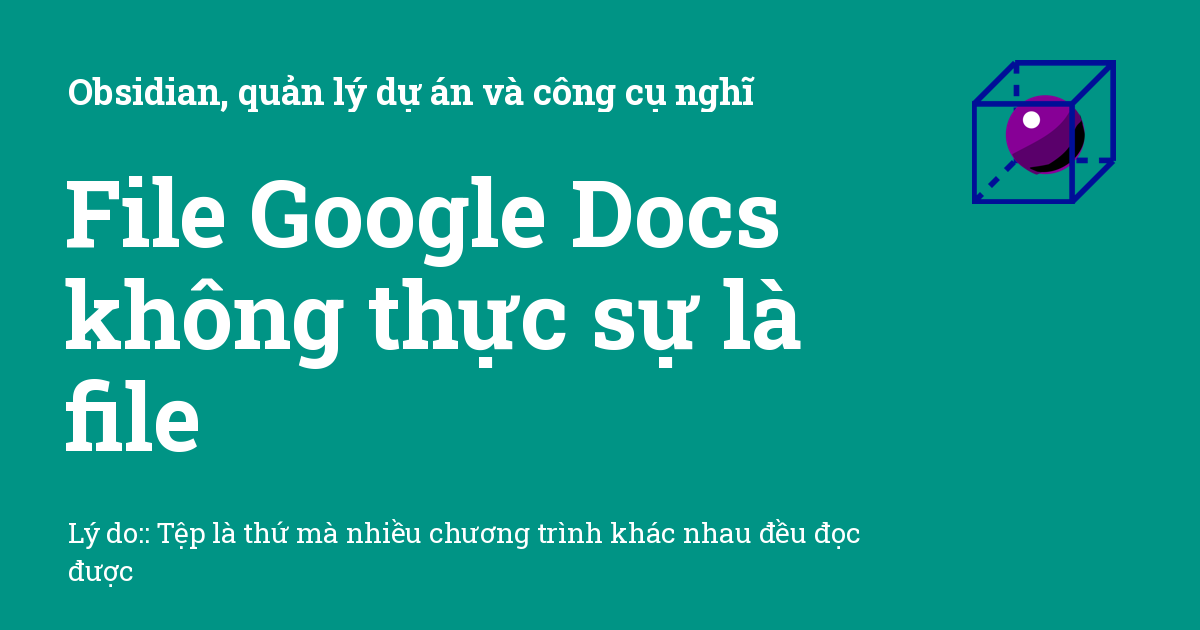 Obsidian, quản lý dự án và công cụ nghĩ
File Google Docs
không thực sự là
file
Lý do:: Tệp là thứ mà nhiều chương trình khác nhau đều đọc
được